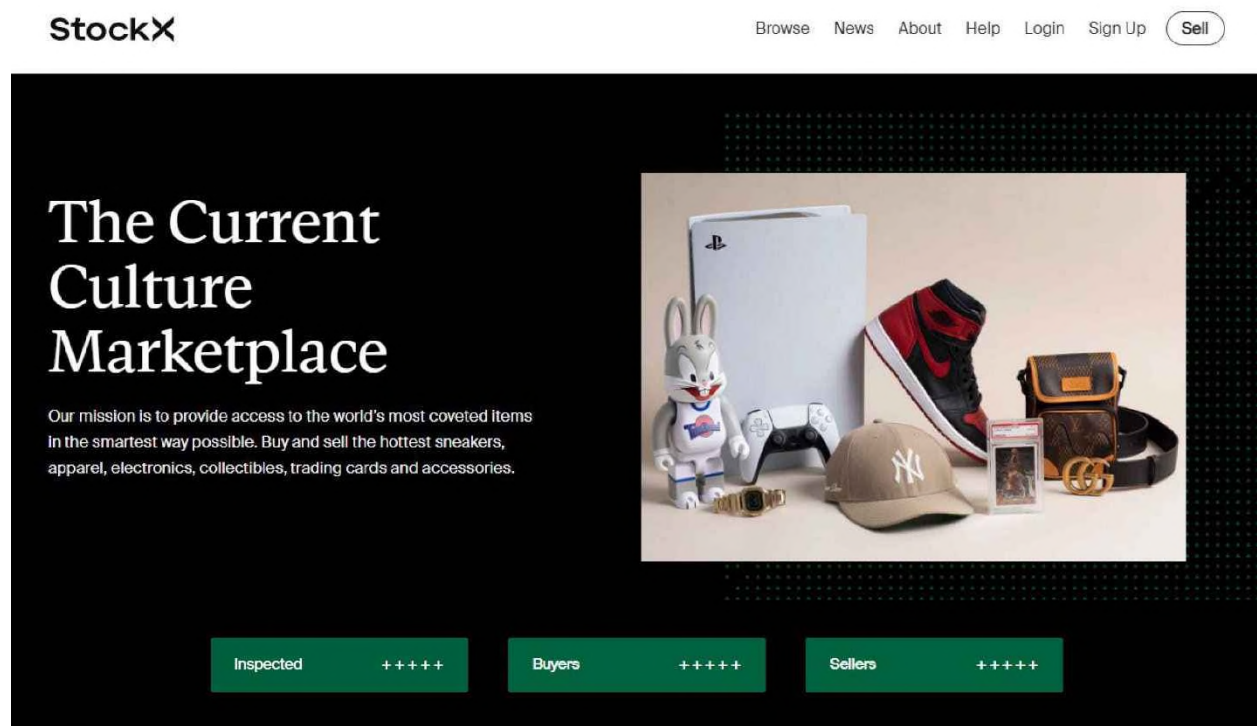 StockX
Browse News About Help Login Sign Up Sell
The Current
Culture
Marketplace
Our mission is to provide access to the world's most coveted items
in the smartest way possible. Buy and sell the hottest sneakers,
apparel, electronics, collectibles, trading cards and accessories.
NY
Inspected +++++
Buyers +++++
Sellers +++++